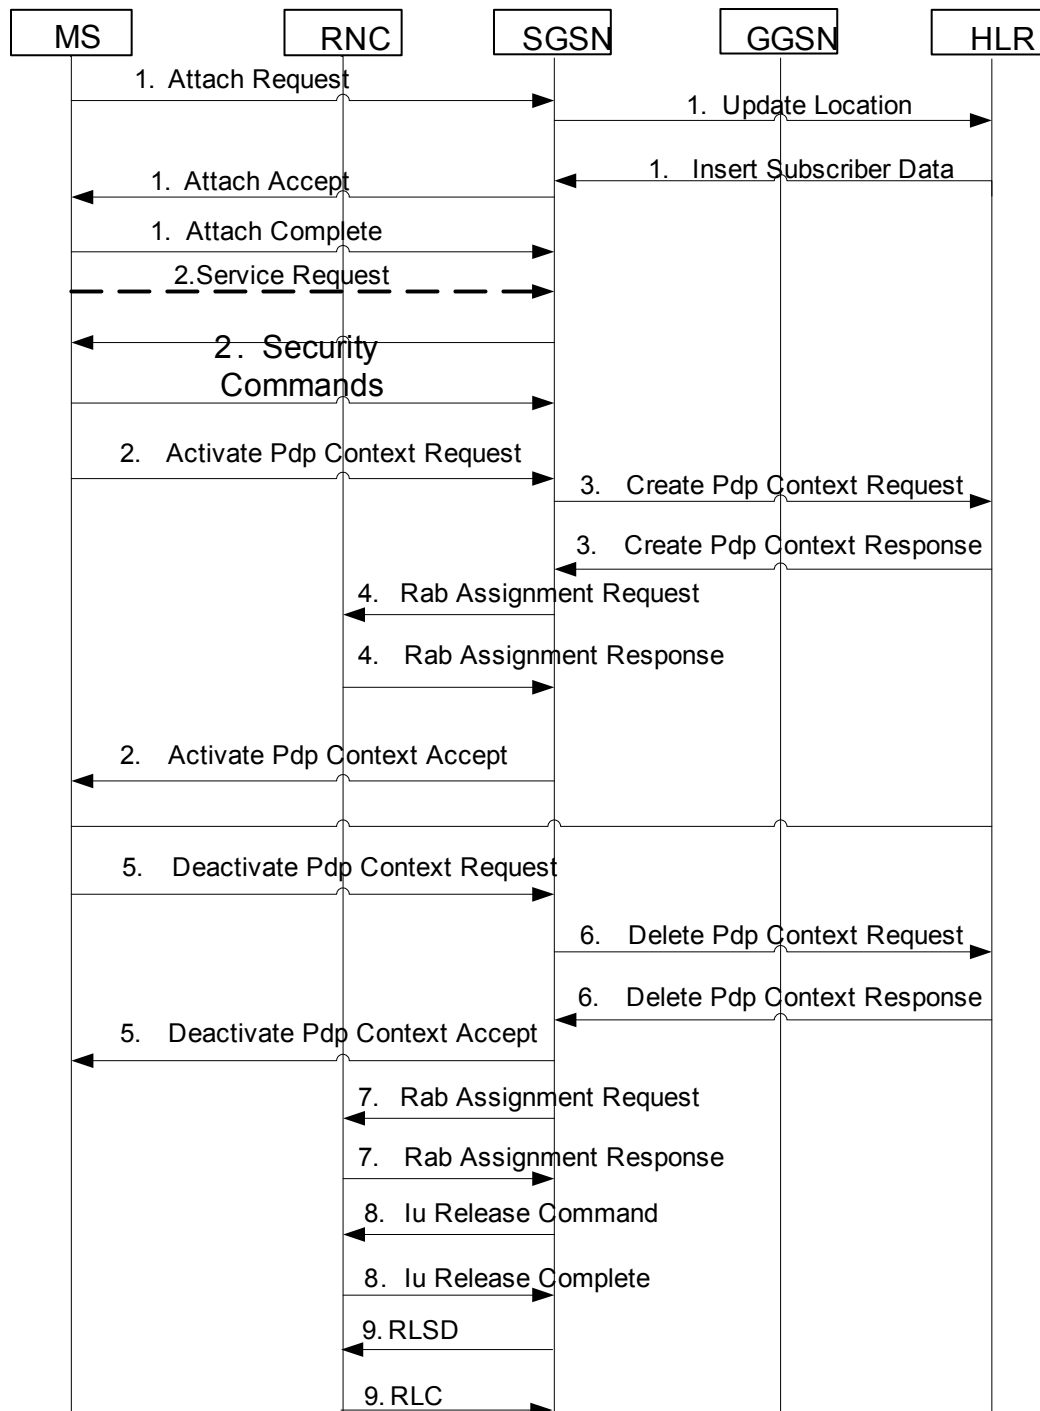 MS RNC SGSN GGSN HLR
1. Attach Request
1. Update Location
1. Insert Subscriber Data
1. Attach Accept
1. Attach Complete
2.Service Request
2. Security
Commands
2. Activate Pdp Context Request
3. Create Pdp Context Request
3. Create Pdp Context Response
4. Rab Assignment Request
4. Rab Assignment Response
2. Activate Pdp Context Accept
5. Deactivate Pdp Context Request
6. Delete Pdp Context Request
6. Delete Pdp Context Response
5. Deactivate Pdp Context Accept
7. Rab Assignment Request
7. Rab Assignment Response
8. Iu Release Command
8. Iu Release Complete
9. RLSD
9. RLC